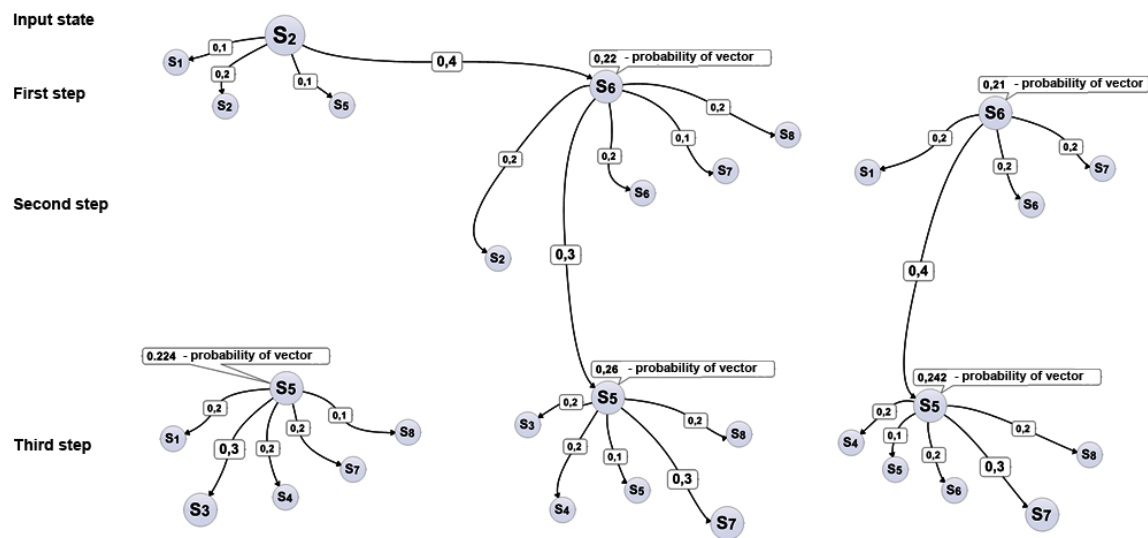 Input state
S2
0,1
0,4
0,2
0,1
S1
S2
S5
0,22 - probability of vector
S6
First step
0,2
0,1
0,2
0,2
S8
S7
S6
S2
0,3
0,21 - probability of vector
S6
0,2
0,2
0,2
S1
S7
S6
0,4
Second step
0.224 - probability of vector
S5
0,2
0,1
0,3
0,2
0,2
S1
S8
S7
S4
S3
0,26 - probability of vector
S5
0,2
0,2
0,2
0,1
0,3
S3
S8
S5
S4
S7
0,242 - probability of vector
S5
0,2
0,1
0,2
0,2
0,3
S4
S8
S5
S6
S7
Third step